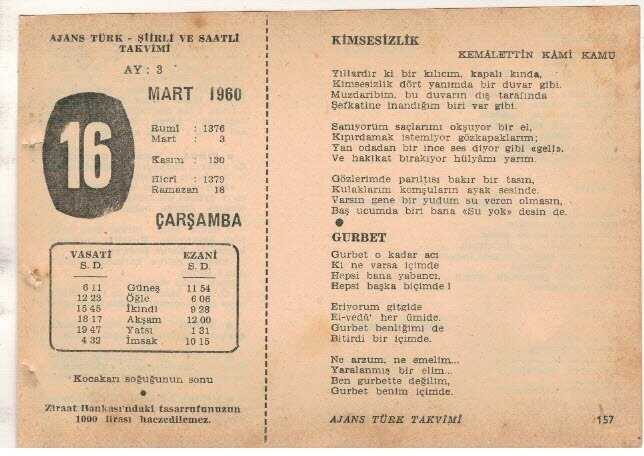 AJANS TÜRK - ŞİİRLİ VE SAATLİ
TAKVİMİ
AY : 3
MART 1960
16
Rumî : 1376
Mart : 3
Kasım : 130
Hicrî : 1379
Ramazan 18
ÇARŞAMBA
VASATİ EZANİ
S. D. S. D.
6 11 Güneş 11 54
12 23 Öğle 6 06
15 45 İkindi 9 28
18 17 Akşam 12 00
19 47 Yatsı 1 31
4 32 İmsak 10 15
Kocakarı soğuğunun sonu
Ziraat Bankası'ndaki tasarrufunuzun
1000 lirası haczedilemez.
KİMSESİZLİK
KEMALETTİN KÂMİ KAMU
Yıllardır ki bir kılıcım, kapalı kında,
Kimsesizlik dört yanımda bir duvar gibi.
Muzdaribim, bu duvarın dış tarafında
Şefkatine inandığım biri var gibi.
Sanıyorum saçlarımı okşuyor bir el,
Kıpırdamak istemiyor gözkapaklarım;
Yan odadan bir ince ses diyor gibi «gel».
Ve hakikat bırakıyor hülyâmı yarım.
Gözlerimde parıltısı bakır bir tasın,
Kulaklarım komşuların ayak sesinde.
Varsın gene bir yudum su veren olmasın,
Baş ucumda biri bana «Su yok» desin de.
GURBET
Gurbet o kadar acı
Ki ne varsa içimde
Hepsi bana yabancı,
Hepsi başka biçimde !
Eriyorum gitgide
El-vedû' her ümide.
Gurbet benliğimi de
Bitirdi bir içimde.
Ne arzum, ne emelim...
Yaralanmış bir elim...
Ben gurbette değilim,
Gurbet benim içimde.
AJANS TÜRK TAKVİMİ 157